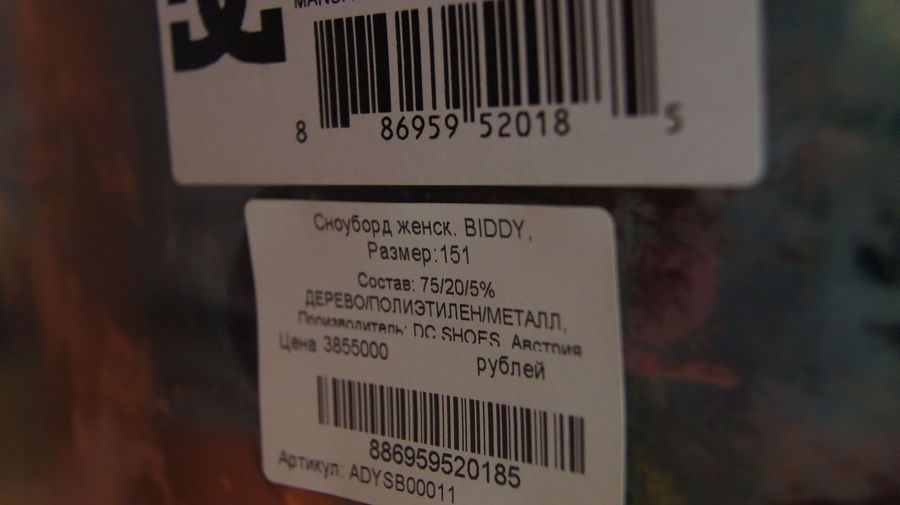 8 86959 52018 5
Сноуборд женск. BIDDY,
Размер:151
Состав: 75/20/5%
ДЕРЕВО/ПОЛИЭТИЛЕН/МЕТАЛЛ,
Производитель: DC SHOES, Австрия
Цена 3855000 рублей
886959520185
Артикул: ADYSB00011